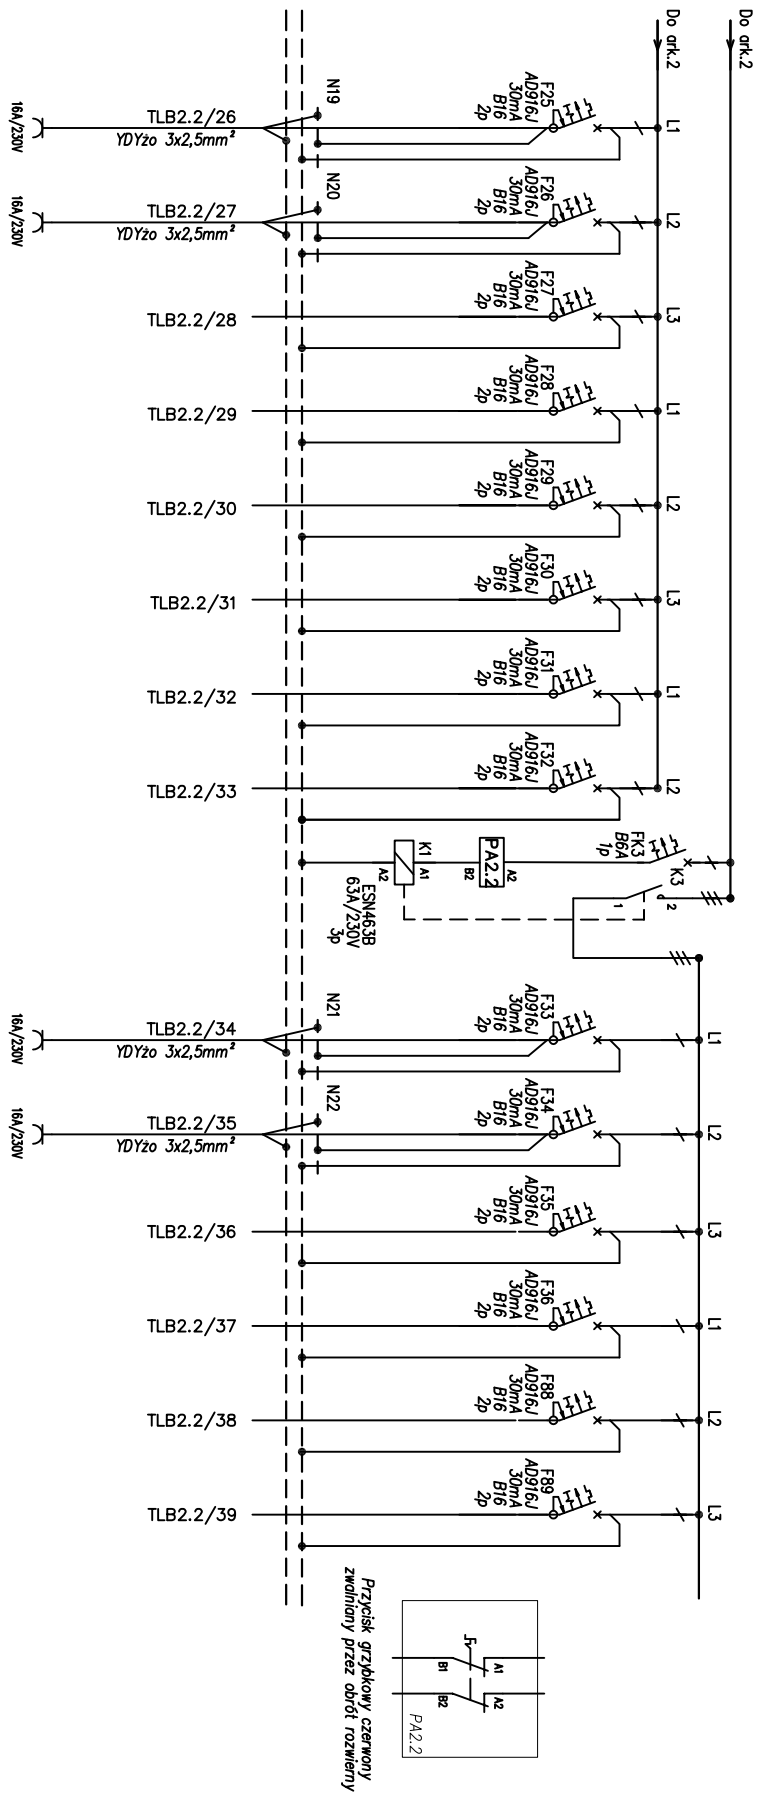 Do ark.2
Do ark.2
L1
F25
AD916J
30mA
B16
2p
N19
TLB2.2/26
YDYżo 3x2,5mm²
16A/230V
L2
F26
AD916J
30mA
B16
2p
N20
TLB2.2/27
YDYżo 3x2,5mm²
16A/230V
L3
F27
AD916J
30mA
B16
2p
TLB2.2/28
L1
F28
AD916J
30mA
B16
2p
TLB2.2/29
L2
F29
AD916J
30mA
B16
2p
TLB2.2/30
L3
F30
AD916J
30mA
B16
2p
TLB2.2/31
L1
F31
AD916J
30mA
B16
2p
TLB2.2/32
L2
F32
AD916J
30mA
B16
2p
TLB2.2/33
FK3
B6A
1p
K3
1
2
PA2.2
A2
B2
K1
A1
A2
ESN463B
63A/230V
3p
L1
F33
AD916J
30mA
B16
2p
N21
TLB2.2/34
YDYżo 3x2,5mm²
16A/230V
L2
F34
AD916J
30mA
B16
2p
N22
TLB2.2/35
YDYżo 3x2,5mm²
16A/230V
L3
F35
AD916J
30mA
B16
2p
TLB2.2/36
L1
F36
AD916J
30mA
B16
2p
TLB2.2/37
L2
F88
AD916J
30mA
B16
2p
TLB2.2/38
L3
F89
AD916J
30mA
B16
2p
TLB2.2/39
A1
A2
B1
B2
PA2.2
Przycisk grzybkowy czerwony
zwalniany przez obrót rozwierny